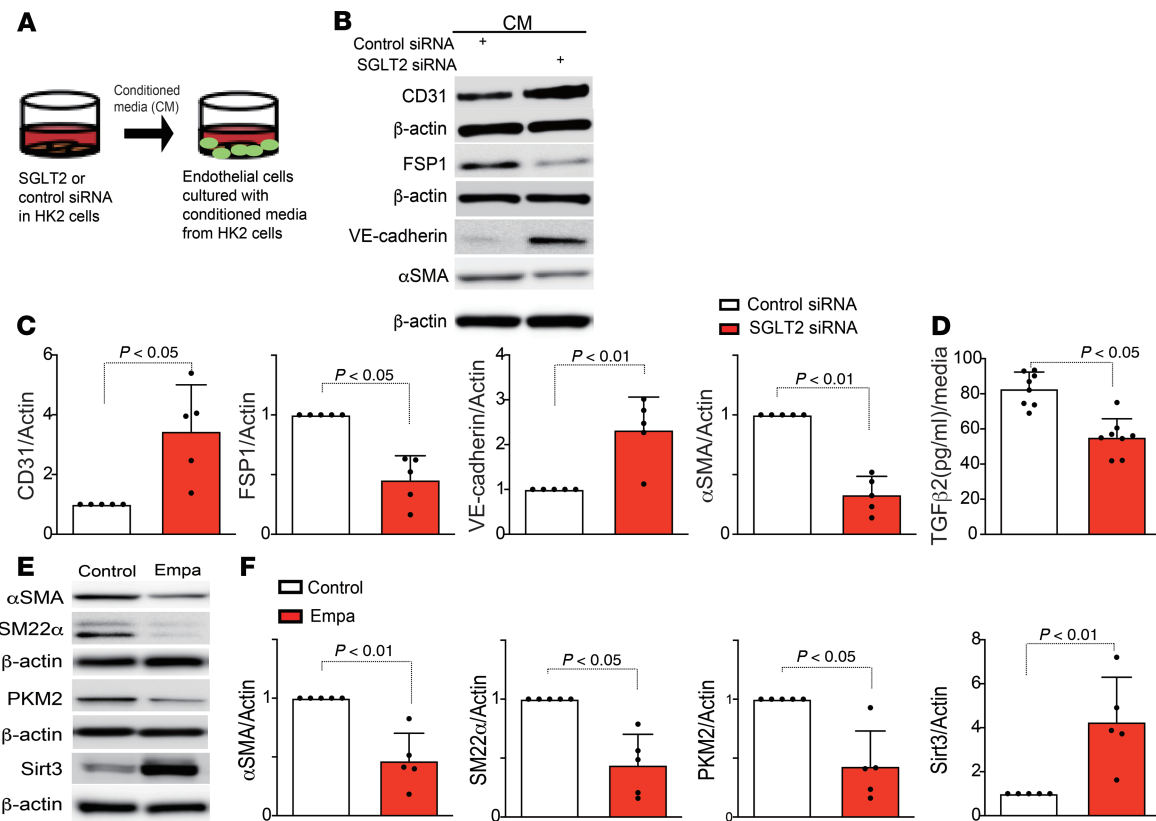 A
Conditioned
media (CM)
SGLT2 or
control siRNA
in HK2 cells
Endothelial cells
cultured with
conditioned media
from HK2 cells
B
CM
Control siRNA +
SGLT2 siRNA +
CD31
β-actin
FSP1
β-actin
VE-cadherin
αSMA
β-actin
Control siRNA
SGLT2 siRNA
C
CD31/Actin
6
4
2
0
P < 0.05
FSP1/Actin
1
0
P < 0.05
VE-cadherin/Actin
4
3
2
1
0
P < 0.01
αSMA/Actin
1
0
P < 0.01
D
TGFβ2(pg/ml)/media
100
80
60
40
20
0
P < 0.05
E
Control Empa
αSMA
SM22α
β-actin
PKM2
β-actin
Sirt3
β-actin
F
Control
Empa
αSMA/Actin
1
0
P < 0.01
SM22α/Actin
1
0
P < 0.05
PKM2/Actin
1
0
P < 0.05
Sirt3/Actin
8
6
4
2
0
P < 0.01